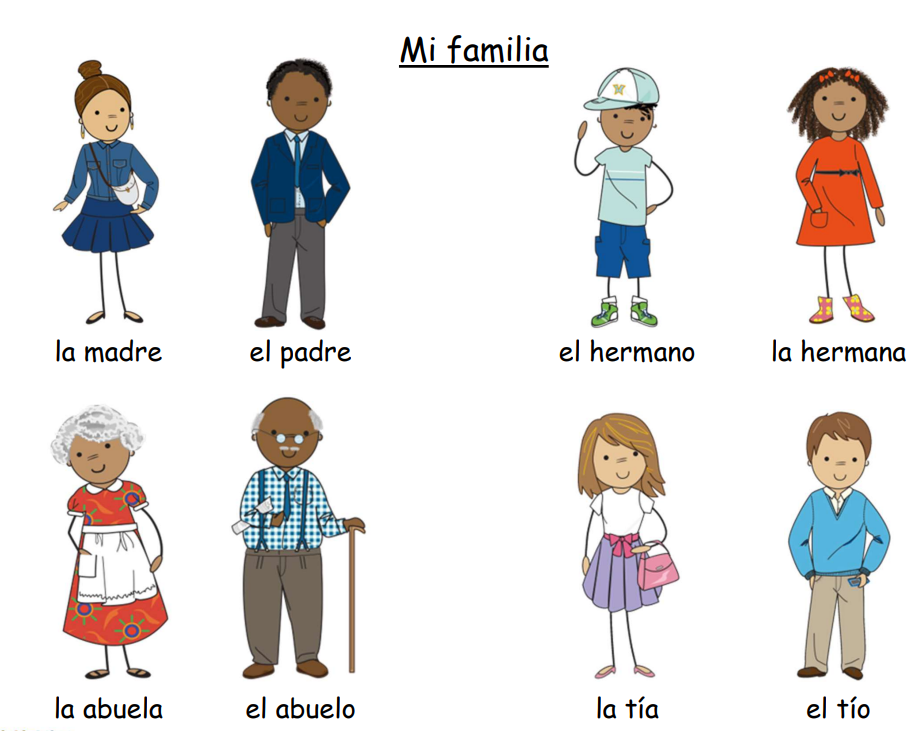 Mi familia
la madre
el padre
el hermano
la hermana
la abuela
el abuelo
la tía
el tío